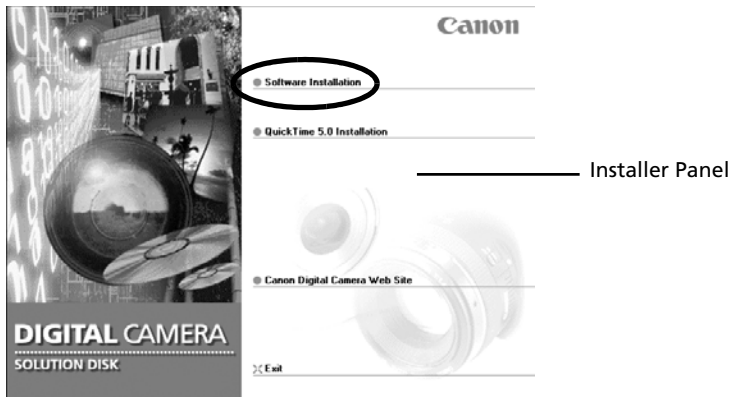 Canon
Software Installation
QuickTime 5.0 Installation
Installer Panel
Canon Digital Camera Web Site
DIGITAL CAMERA
SOLUTION DISK
Exit